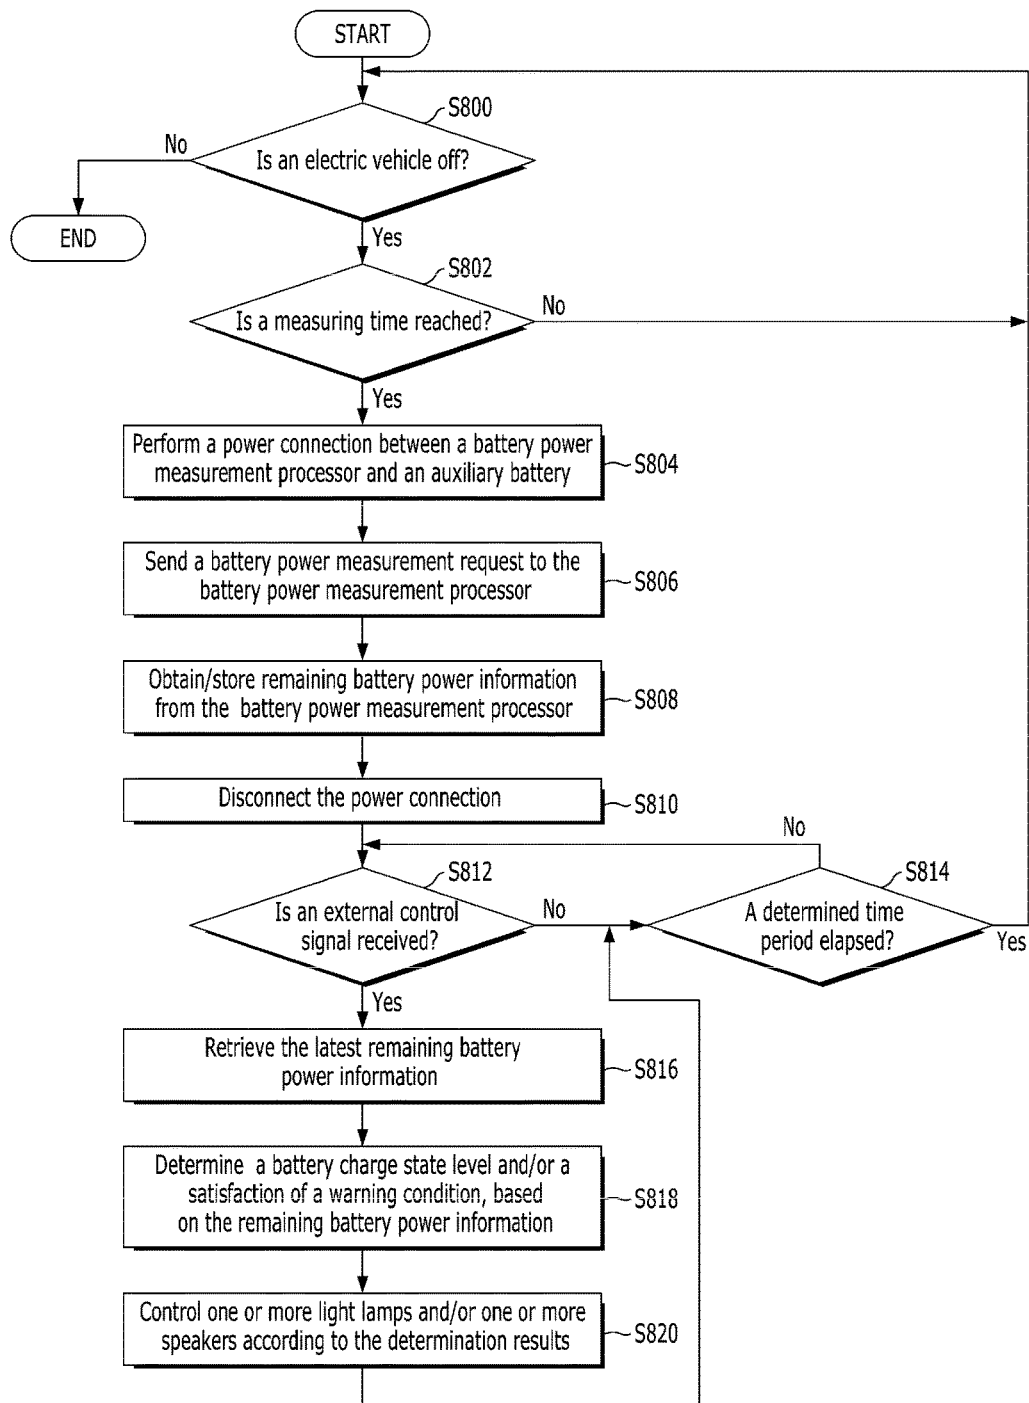 START
S800
No
Is an electric vehicle off?
END
Yes
S802
No
Is a measuring time reached?
Yes
Perform a power connection between a battery power
measurement processor and an auxiliary battery
S804
Send a battery power measurement request to the
battery power measurement processor
S806
Obtain/store remaining battery power information
from the battery power measurement processor
S808
Disconnect the power connection
S810
No
S812
S814
Is an external control
signal received?
No
A determined time
period elapsed?
Yes
Yes
Retrieve the latest remaining battery
power information
S816
Determine a battery charge state level and/or a
satisfaction of a warning condition, based
on the remaining battery power information
S818
Control one or more light lamps and/or one or more
speakers according to the determination results
S820